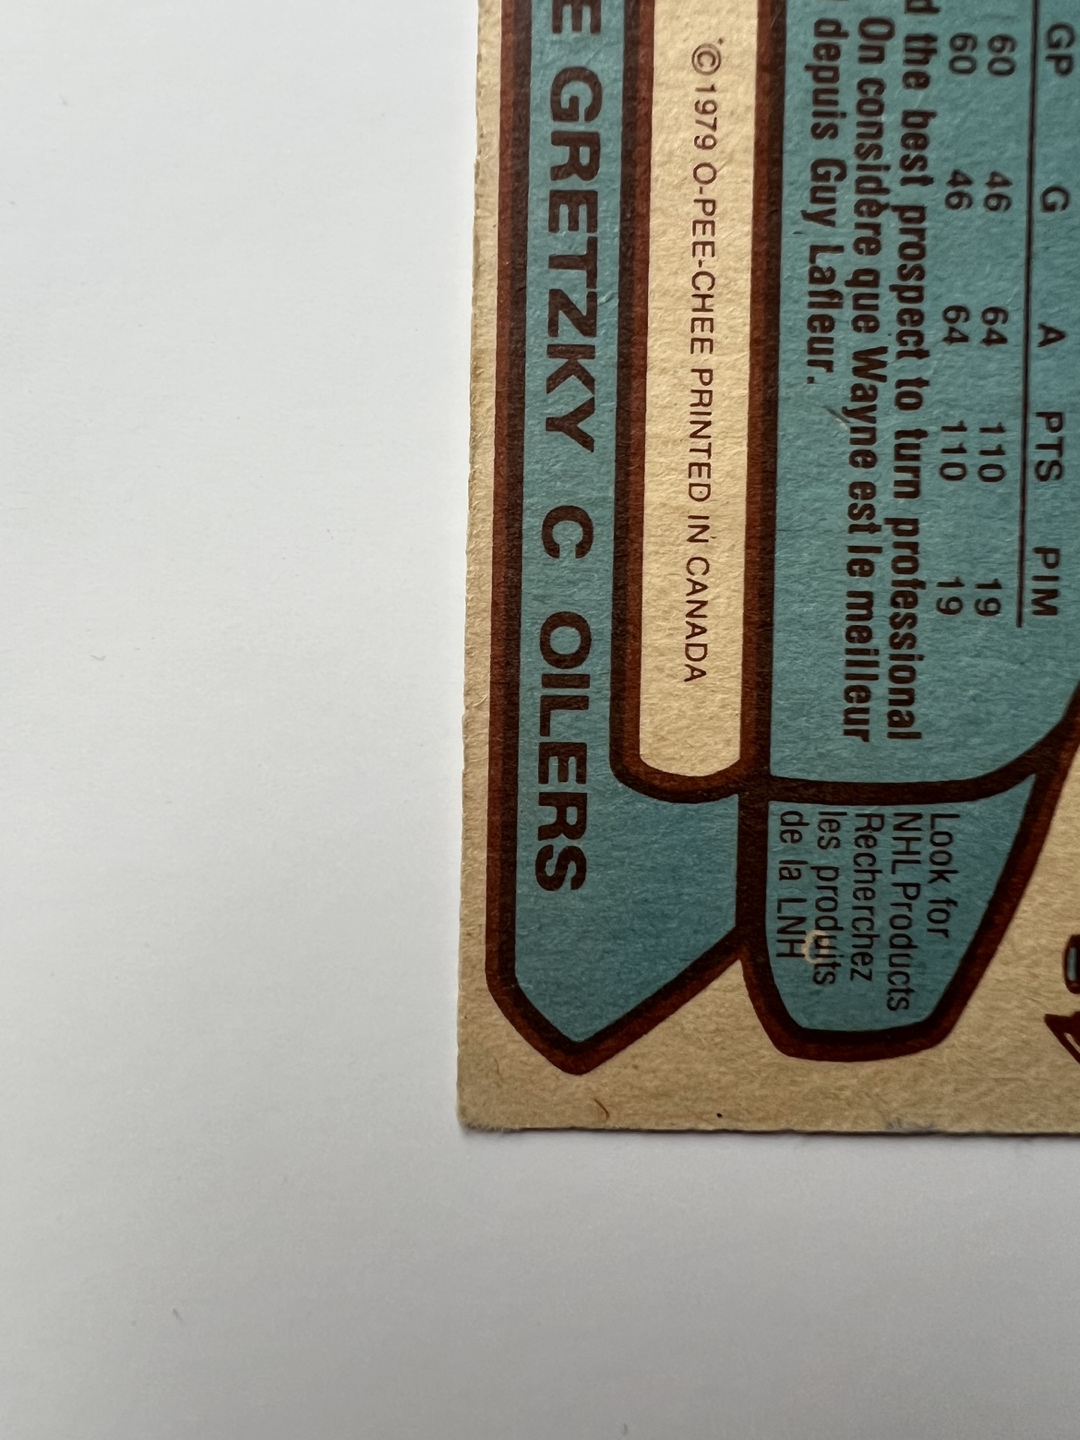 GP G A PTS PIM
60 46 64 110 19
60 46 64 110 19
the best prospect to turn professional
On considère que Wayne est le meilleur
depuis Guy Lafleur.
© 1979 O-PEE-CHEE PRINTED IN CANADA
GRETZKY C OILERS
Look for
NHL Products
Recherchez
les produits
de la LNH